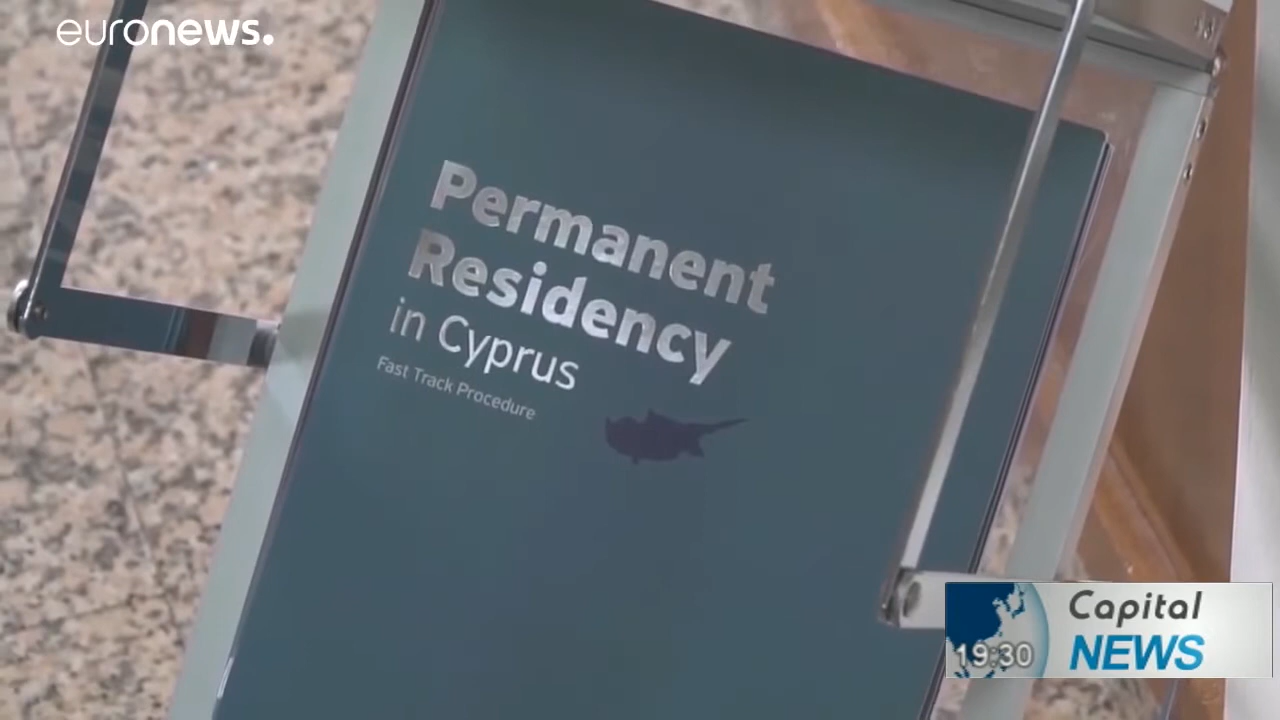 euronews.
Permanent
Residency
in Cyprus
Fast Track Procedure
Capital
NEWS
19:30